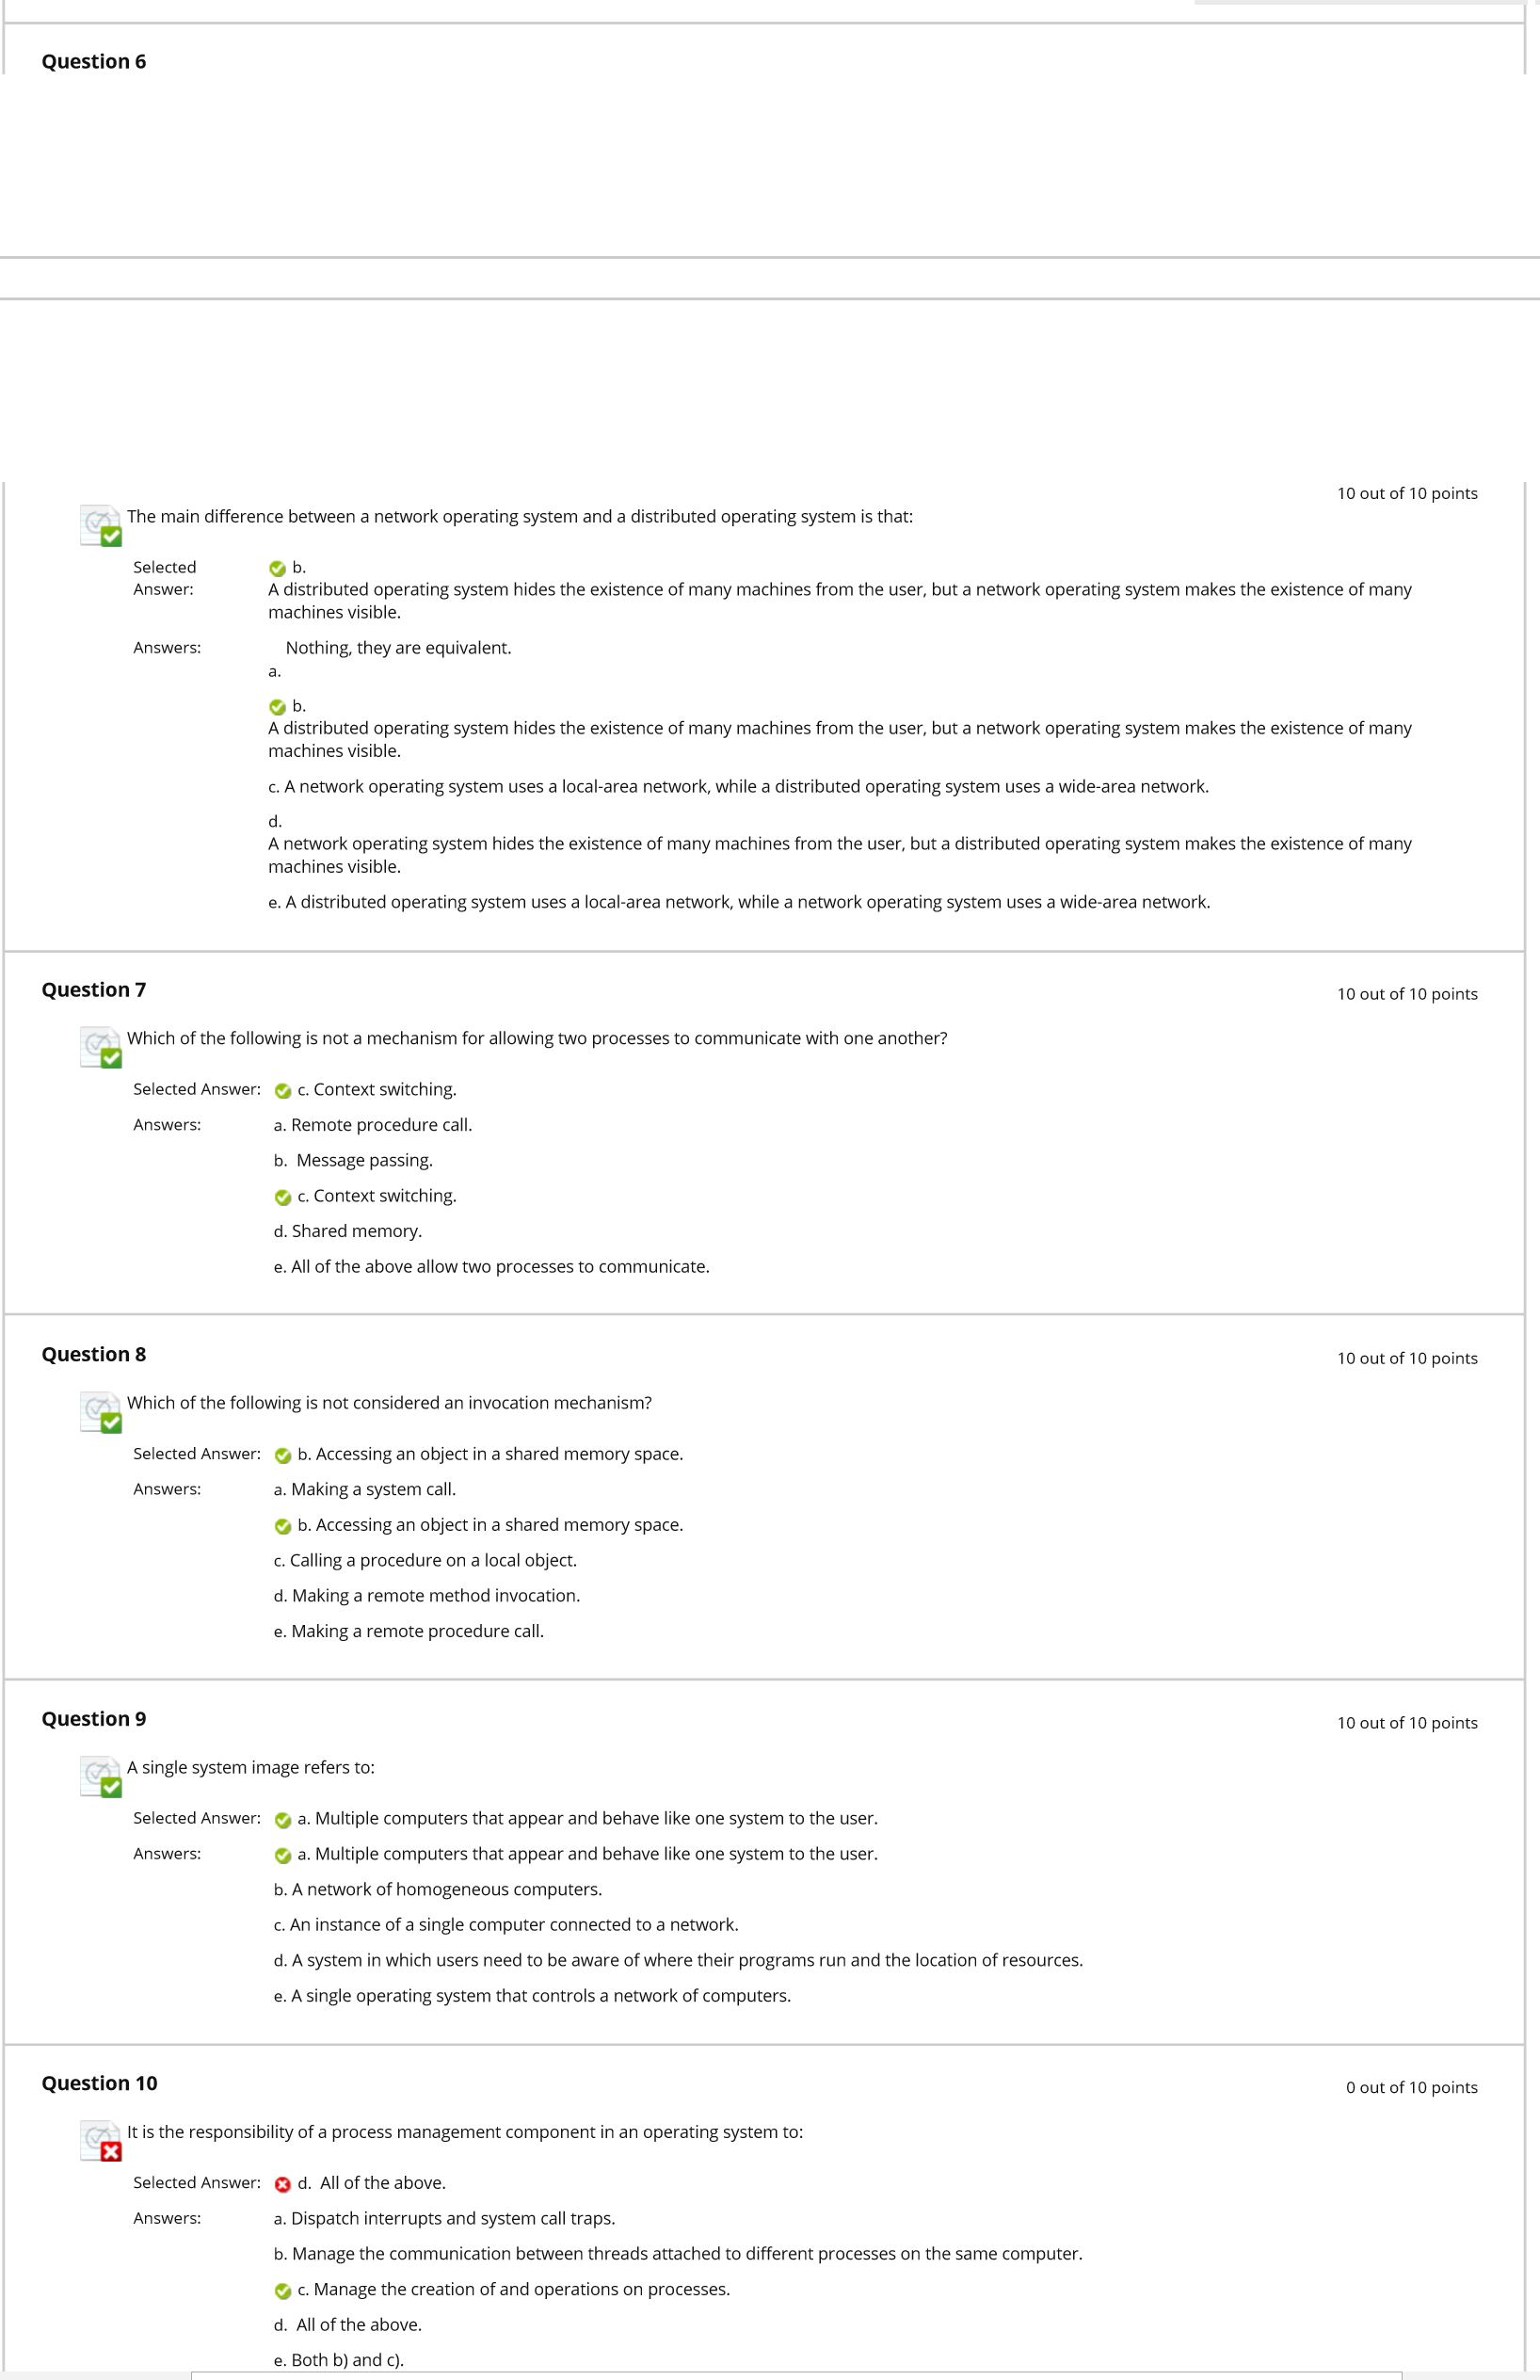 Question 6
10 out of 10 points
The main difference between a network operating system and a distributed operating system is that:
Selected
Answer:
b.
A distributed operating system hides the existence of many machines from the user, but a network operating system makes the existence of many
machines visible.
Answers:
Nothing, they are equivalent.
a.
b.
A distributed operating system hides the existence of many machines from the user, but a network operating system makes the existence of many
machines visible.
c. A network operating system uses a local-area network, while a distributed operating system uses a wide-area network.
d.
A network operating system hides the existence of many machines from the user, but a distributed operating system makes the existence of many
machines visible.
e. A distributed operating system uses a local-area network, while a network operating system uses a wide-area network.
Question 7
10 out of 10 points
Which of the following is not a mechanism for allowing two processes to communicate with one another?
Selected Answer: c. Context switching.
Answers: a. Remote procedure call.
b. Message passing.
c. Context switching.
d. Shared memory.
e. All of the above allow two processes to communicate.
Question 8
10 out of 10 points
Which of the following is not considered an invocation mechanism?
Selected Answer: b. Accessing an object in a shared memory space.
Answers: a. Making a system call.
b. Accessing an object in a shared memory space.
c. Calling a procedure on a local object.
d. Making a remote method invocation.
e. Making a remote procedure call.
Question 9
10 out of 10 points
A single system image refers to:
Selected Answer: a. Multiple computers that appear and behave like one system to the user.
Answers: a. Multiple computers that appear and behave like one system to the user.
b. A network of homogeneous computers.
c. An instance of a single computer connected to a network.
d. A system in which users need to be aware of where their programs run and the location of resources.
e. A single operating system that controls a network of computers.
Question 10
0 out of 10 points
It is the responsibility of a process management component in an operating system to:
Selected Answer: d. All of the above.
Answers: a. Dispatch interrupts and system call traps.
b. Manage the communication between threads attached to different processes on the same computer.
c. Manage the creation of and operations on processes.
d. All of the above.
e. Both b) and c).